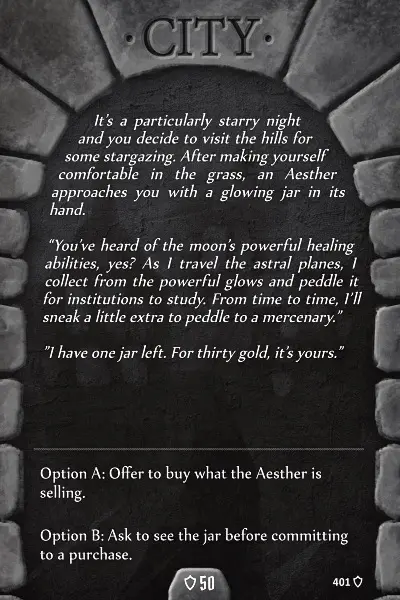 ·CITY·
It's a particularly starry night
and you decide to visit the hills for
some stargazing. After making yourself
comfortable in the grass, an Aesther
approaches you with a glowing jar in its
hand.
"You've heard of the moon's powerful healing
abilities, yes? As I travel the astral planes, I
collect from the powerful glows and peddle it
for institutions to study. From time to time, I'll
sneak a little extra to peddle to a mercenary."
"I have one jar left. For thirty gold, it's yours."
Option A: Offer to buy what the Aesther is
selling.
Option B: Ask to see the jar before committing
to a purchase.
50
401